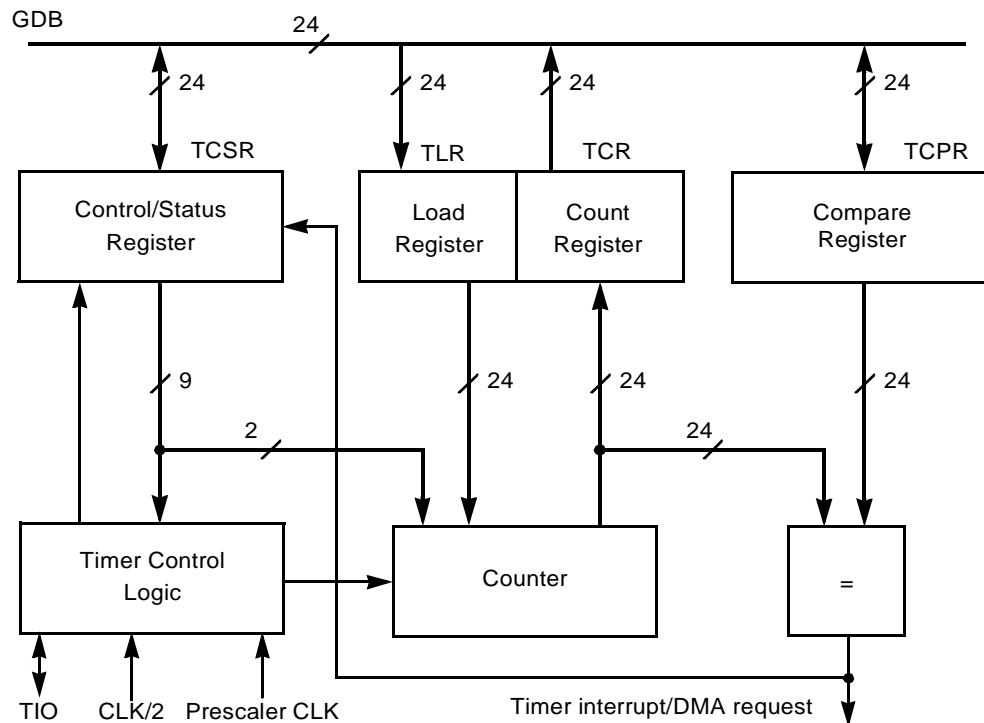 GDB
24
24
24
24
24
TCSR
TLR
TCR
TCPR
Control/Status
Register
Load
Register
Count
Register
Compare
Register
9
24
24
24
2
24
Timer Control
Logic
Counter
=
TIO
CLK/2
Prescaler CLK
Timer interrupt/DMA request